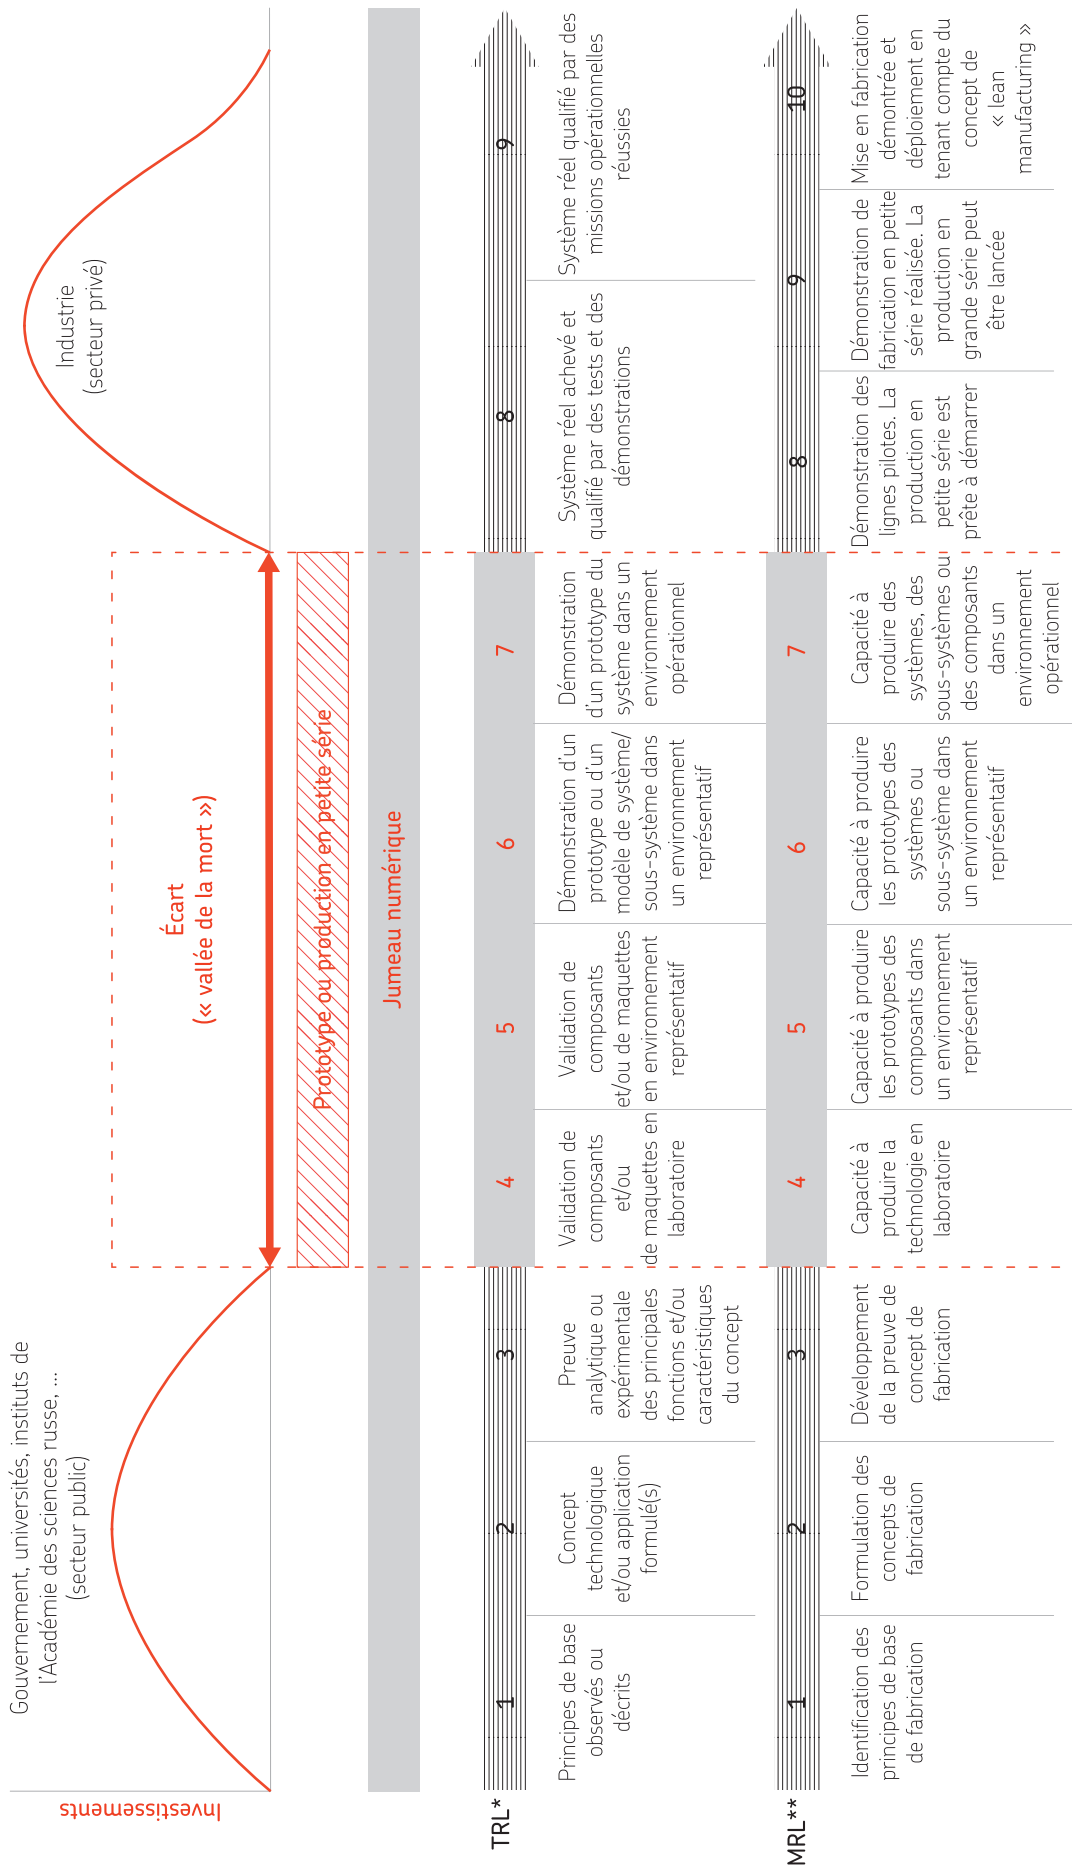 Gouvernement, universités, instituts de
l'Académie des sciences russe, ...
(secteur public)
Industrie
(secteur privé)
Investissements
Écart
(« vallée de la mort »)
Prototype ou production en petite série
Jumeau numérique
TRL*
1
2
3
4
5
6
7
8
9
Principes de base
observés ou
décrits
Concept
technologique
et/ou application
formulé(s)
Preuve
analytique ou
expérimentale
des principales
fonctions et/ou
caractéristiques
du concept
Validation de
composants
et/ou
de maquettes en
laboratoire
Validation de
composants
et/ou de maquettes
en environnement
représentatif
Démonstration d'un
prototype ou d'un
modèle de système/
sous-système dans
un environnement
représentatif
Démonstration
d'un prototype du
système dans un
environnement
opérationnel
Système réel achevé et
qualifié par des tests et des
démonstrations
Système réel qualifié par des
missions opérationnelles
réussies
MRL**
1
2
3
4
5
6
7
8
9
10
Identification des
principes de base
de fabrication
Formulation des
concepts de
fabrication
Développement
de la preuve de
concept de
fabrication
Capacité à
produire la
technologie en
laboratoire
Capacité à produire
les prototypes des
composants dans
un environnement
représentatif
Capacité à produire
les prototypes des
systèmes ou
sous-système dans
un environnement
représentatif
Capacité à
produire des
systèmes, des
sous-systèmes ou
des composants
dans un
environnement
opérationnel
Démonstration des
lignes pilotes. La
production en
petite série est
prête à démarrer
Démonstration de
fabrication en petite
série réalisée. La
production en
grande série peut
être lancée
Mise en fabrication
démontrée et
déploiement en
tenant compte du
concept de
« lean
manufacturing »